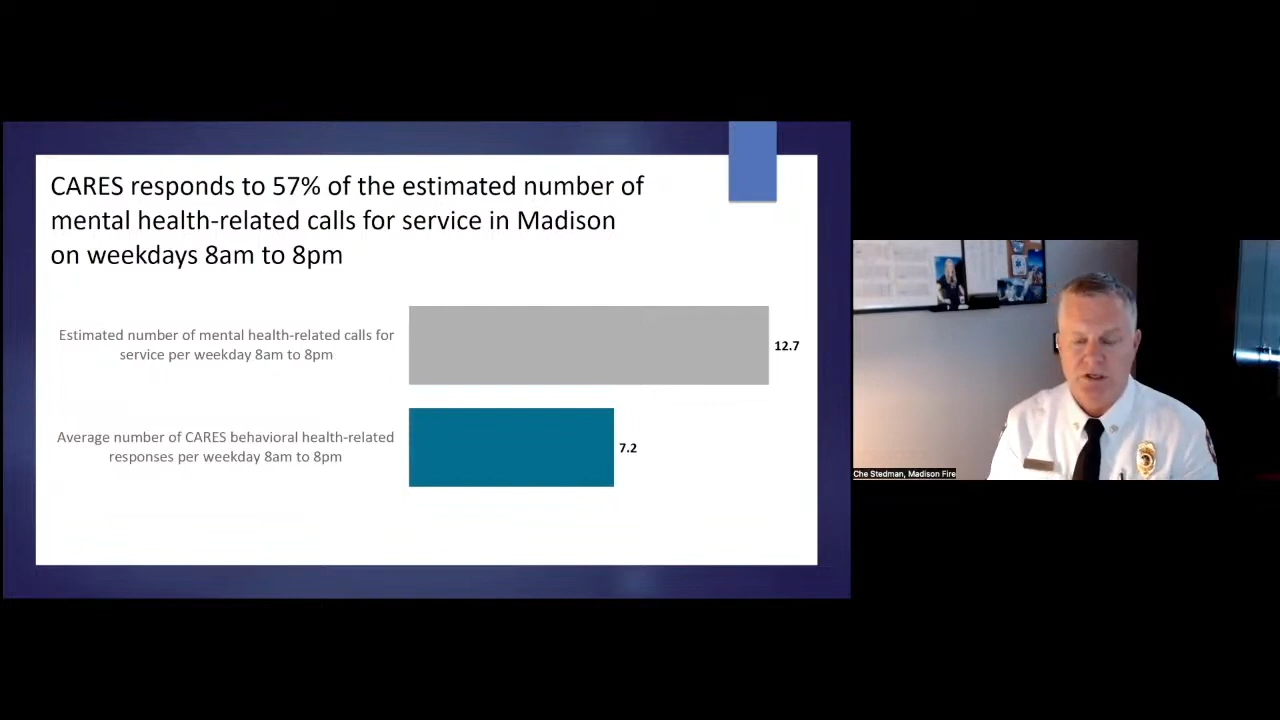 CARES responds to 57% of the estimated number of
mental health-related calls for service in Madison
on weekdays 8am to 8pm
Estimated number of mental health-related calls for
service per weekday 8am to 8pm
12.7
Average number of CARES behavioral health-related
responses per weekday 8am to 8pm
7.2
Che Stedman, Madison Fire